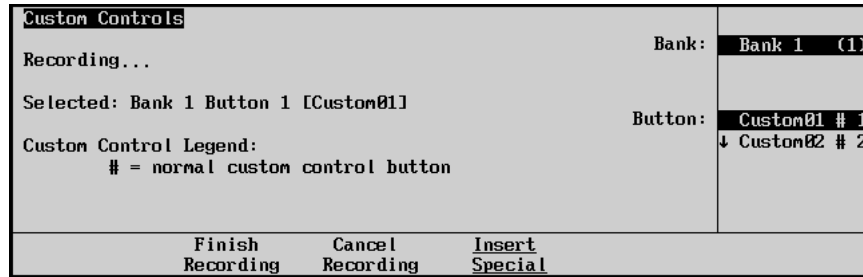 Custom Controls
Bank: Bank 1 (1)
Recording...
Selected: Bank 1 Button 1 [Custom01]
Button: Custom01 # 1
↓ Custom02 # 2
Custom Control Legend:
# = normal custom control button
Finish Recording
Cancel Recording
Insert Special